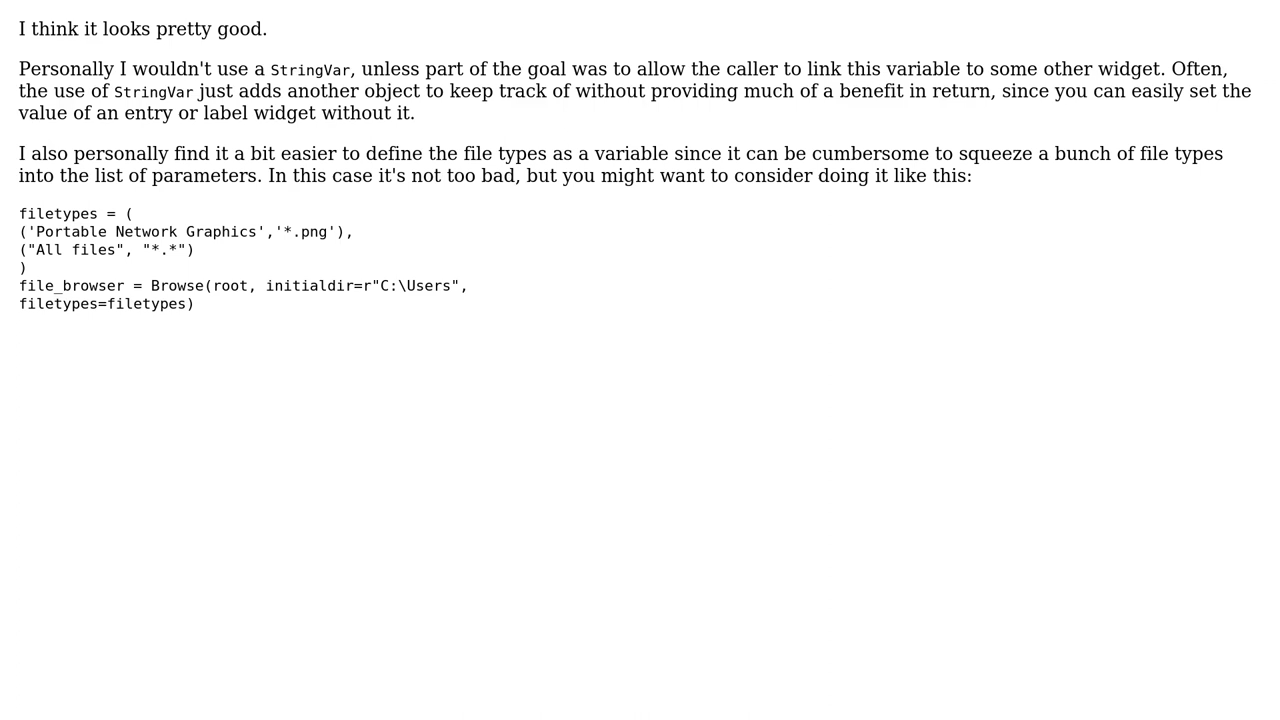 I think it looks pretty good.
Personally I wouldn't use a StringVar, unless part of the goal was to allow the caller to link this variable to some other widget. Often,
the use of StringVar just adds another object to keep track of without providing much of a benefit in return, since you can easily set the
value of an entry or label widget without it.
I also personally find it a bit easier to define the file types as a variable since it can be cumbersome to squeeze a bunch of file types
into the list of parameters. In this case it's not too bad, but you might want to consider doing it like this:
filetypes = (
('Portable Network Graphics','*.png'),
("All files", "*.*")
)
file_browser = Browse(root, initialdir=r"C:\Users",
filetypes=filetypes)